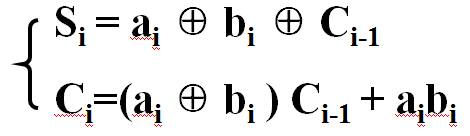 Sᵢ = aᵢ ⊕ bᵢ ⊕ Cᵢ₋₁
Cᵢ=(aᵢ ⊕ bᵢ ) Cᵢ₋₁ + aᵢbᵢ